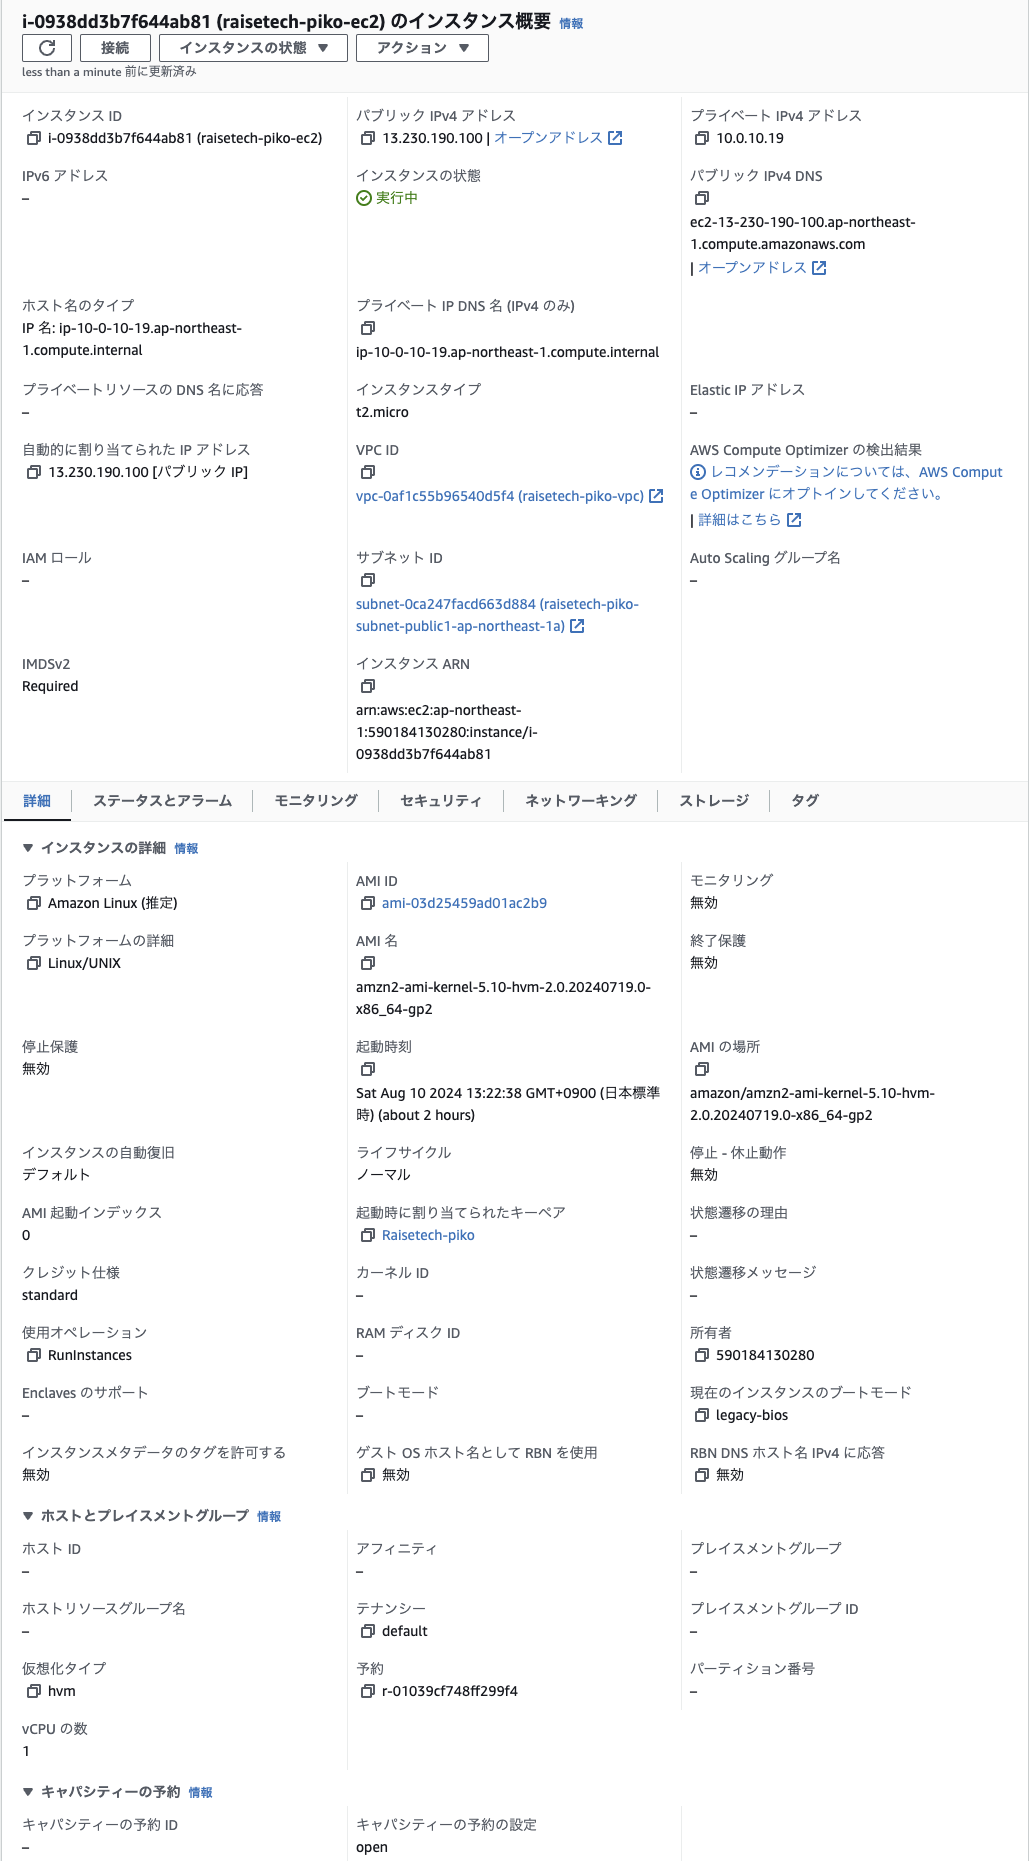 i-0938dd3b7f644ab81 (raisetech-piko-ec2) のインスタンス概要 情報
接続 インスタンスの状態 ▼ アクション ▼
less than a minute 前に更新済み
インスタンス ID
i-0938dd3b7f644ab81 (raisetech-piko-ec2)
パブリック IPv4 アドレス
13.230.190.100 | オープンアドレス
プライベート IPv4 アドレス
10.0.10.19
IPv6 アドレス
–
インスタンスの状態
実行中
パブリック IPv4 DNS
ec2-13-230-190-100.ap-northeast-
1.compute.amazonaws.com
| オープンアドレス
ホスト名のタイプ
IP 名: ip-10-0-10-19.ap-northeast-
1.compute.internal
プライベート IP DNS 名 (IPv4 のみ)
ip-10-0-10-19.ap-northeast-1.compute.internal
プライベートリソースの DNS 名に応答
–
インスタンスタイプ
t2.micro
Elastic IP アドレス
–
自動的に割り当てられた IP アドレス
13.230.190.100 [パブリック IP]
VPC ID
vpc-0af1c55b96540d5f4 (raisetech-piko-vpc)
AWS Compute Optimizer の検出結果
レコメンデーションについては、AWS Comput
e Optimizer にオプトインしてください。
| 詳細はこちら
IAM ロール
–
サブネット ID
subnet-0ca247facd663d884 (raisetech-piko-
subnet-public1-ap-northeast-1a)
Auto Scaling グループ名
–
IMDSv2
Required
インスタンス ARN
arn:aws:ec2:ap-northeast-
1:590184130280:instance/i-
0938dd3b7f644ab81
詳細 ステータスとアラーム モニタリング セキュリティ ネットワーキング ストレージ タグ
▼ インスタンスの詳細 情報
プラットフォーム
Amazon Linux (推定)
AMI ID
ami-03d25459ad01ac2b9
モニタリング
無効
プラットフォームの詳細
Linux/UNIX
AMI 名
amzn2-ami-kernel-5.10-hvm-2.0.20240719.0-
x86_64-gp2
終了保護
無効
停止保護
無効
起動時刻
Sat Aug 10 2024 13:22:38 GMT+0900 (日本標準
時) (about 2 hours)
AMI の場所
amazon/amzn2-ami-kernel-5.10-hvm-
2.0.20240719.0-x86_64-gp2
インスタンスの自動復旧
デフォルト
ライフサイクル
ノーマル
停止 - 休止動作
無効
AMI 起動インデックス
0
起動時に割り当てられたキーペア
Raisetech-piko
状態遷移の理由
–
クレジット仕様
standard
カーネル ID
–
状態遷移メッセージ
–
使用オペレーション
RunInstances
RAM ディスク ID
–
所有者
590184130280
Enclaves のサポート
–
ブートモード
–
現在のインスタンスのブートモード
legacy-bios
インスタンスメタデータのタグを許可する
無効
ゲスト OS ホスト名として RBN を使用
無効
RBN DNS ホスト名 IPv4 に応答
無効
▼ ホストとプレイスメントグループ 情報
ホスト ID
–
アフィニティ
–
プレイスメントグループ
–
ホストリソースグループ名
–
テナンシー
default
プレイスメントグループ ID
–
仮想化タイプ
hvm
予約
r-01039cf748ff299f4
パーティション番号
–
vCPU の数
1
▼ キャパシティーの予約 情報
キャパシティーの予約 ID
–
キャパシティーの予約の設定
open